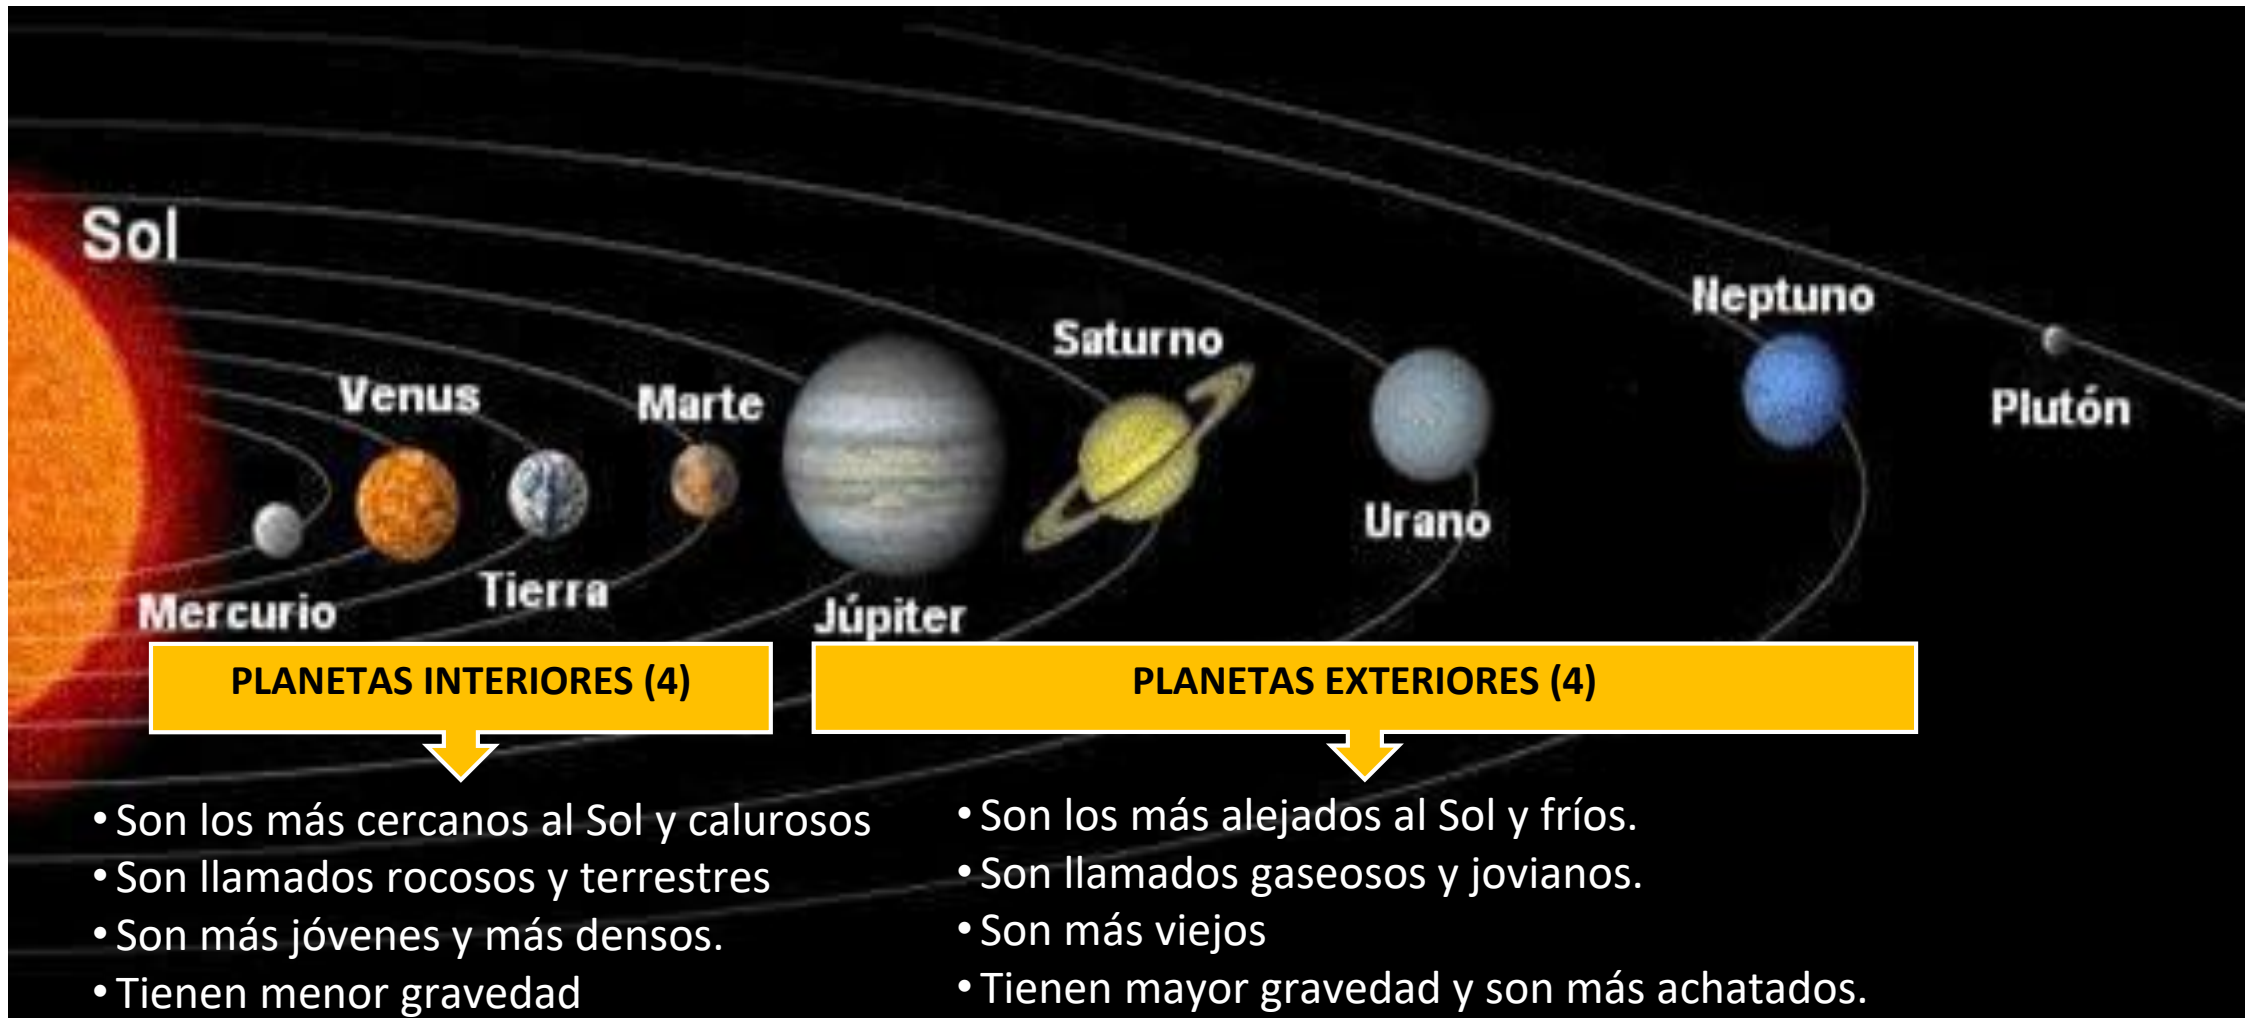 Sol
Neptuno
Saturno
Venus
Marte
Plutón
Urano
Tierra
Mercurio
Júpiter
PLANETAS INTERIORES (4)
PLANETAS EXTERIORES (4)
• Son los más cercanos al Sol y calurosos
• Son llamados rocosos y terrestres
• Son más jóvenes y más densos.
• Tienen menor gravedad
• Son los más alejados al Sol y fríos.
• Son llamados gaseosos y jovianos.
• Son más viejos
• Tienen mayor gravedad y son más achatados.